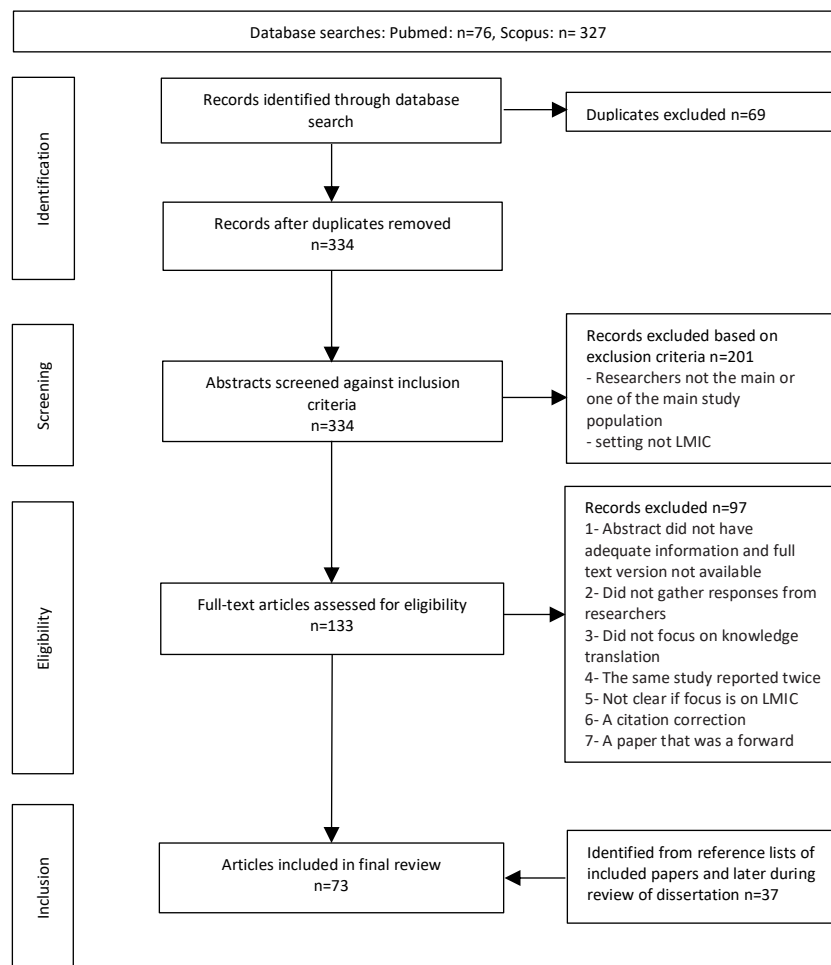 Database searches: Pubmed: n=76, Scopus: n= 327
Identification
Records identified through database
search
Duplicates excluded n=69
Records after duplicates removed
n=334
Screening
Abstracts screened against inclusion
criteria
n=334
Records excluded based on
exclusion criteria n=201
- Researchers not the main or
one of the main study
population
- setting not LMIC
Eligibility
Full-text articles assessed for eligibility
n=133
Records excluded n=97
1- Abstract did not have
adequate information and full
text version not available
2- Did not gather responses from
researchers
3- Did not focus on knowledge
translation
4- The same study reported twice
5- Not clear if focus is on LMIC
6- A citation correction
7- A paper that was a forward
Inclusion
Articles included in final review
n=73
Identified from reference lists of
included papers and later during
review of dissertation n=37